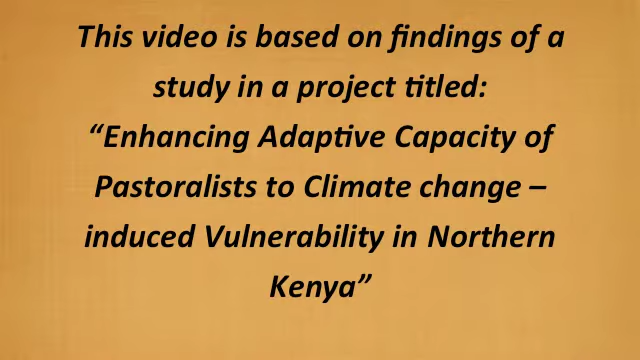 This video is based on findings of a
study in a project titled:
“Enhancing Adaptive Capacity of
Pastoralists to Climate change –
induced Vulnerability in Northern
Kenya”